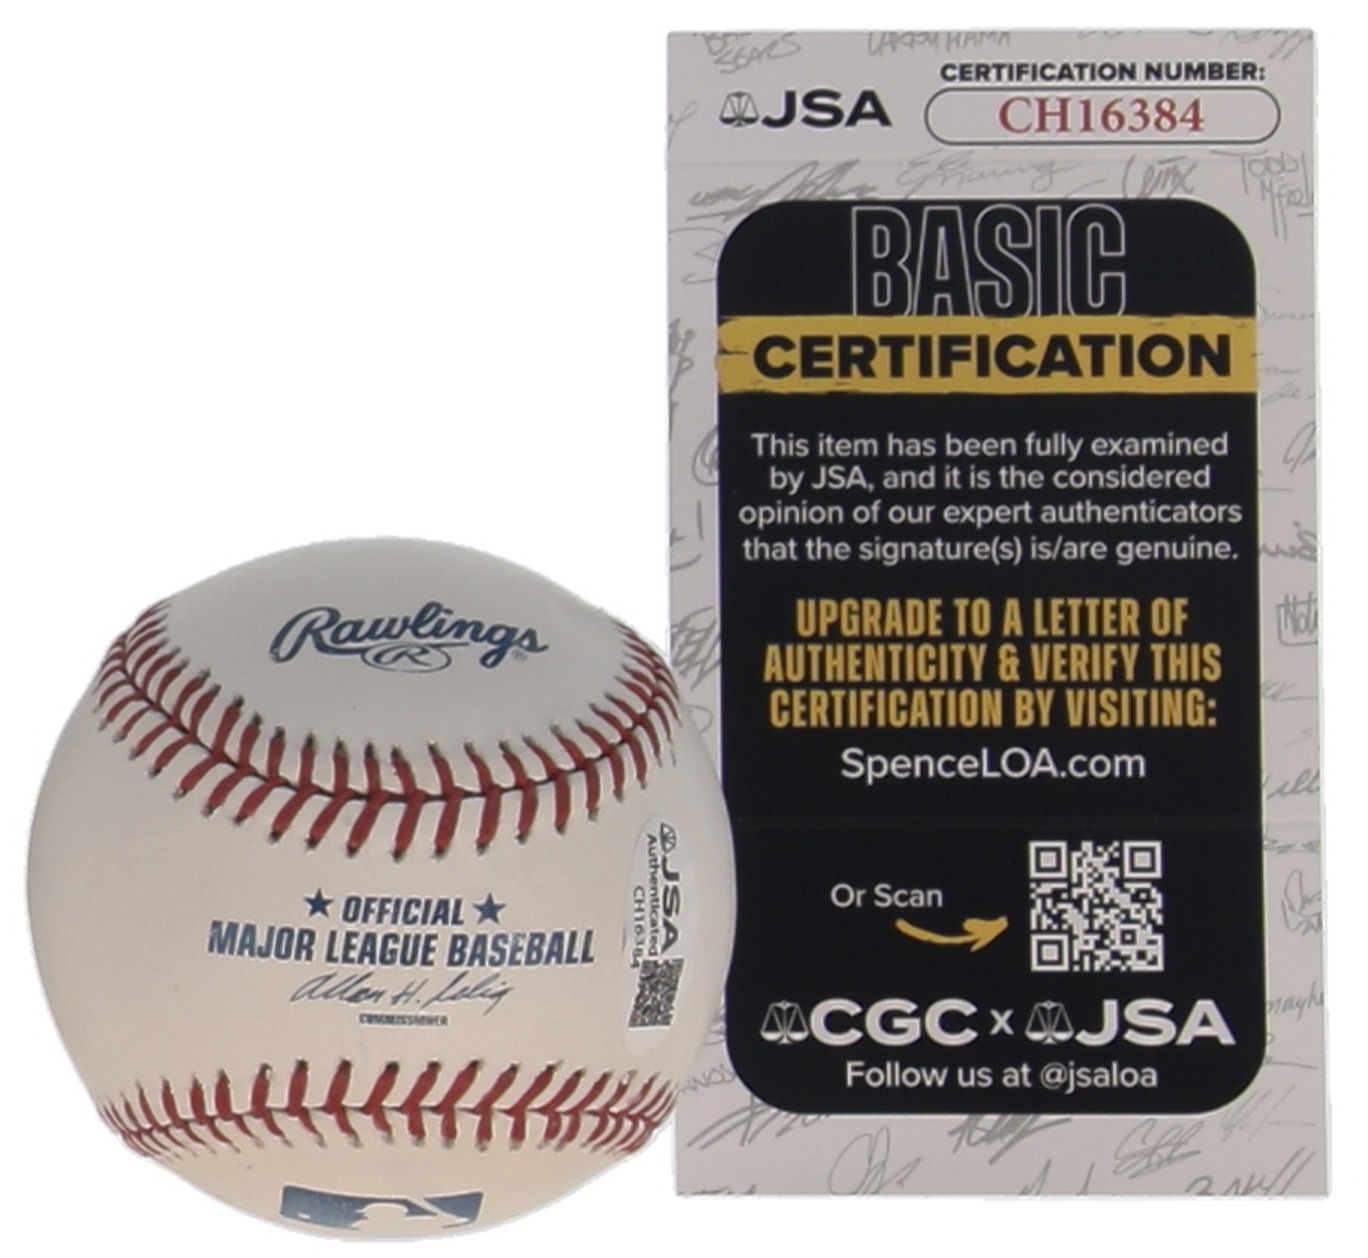 JSA
CERTIFICATION NUMBER:
CH16384
BASIC
CERTIFICATION
This item has been fully examined
by JSA, and it is the considered
opinion of our expert authenticators
that the signature(s) is/are genuine.
UPGRADE TO A LETTER OF
AUTHENTICITY & VERIFY THIS
CERTIFICATION BY VISITING:
SpenceLOA.com
Or Scan
CGC x JSA
Follow us at @jsaloa
Rawlings®
R
OFFICIAL
MAJOR LEAGUE BASEBALL
Allan H. Selig
COMMISSIONER
JSA
Authenticated
CH16384
TODD